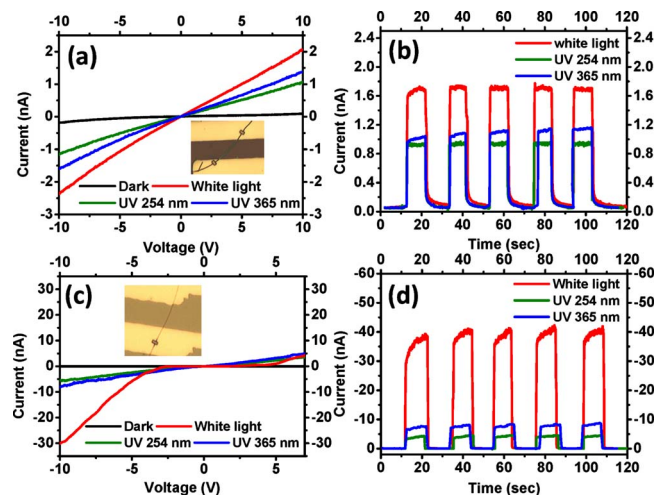 -10 -5 0 5 10
(a)
Current (nA)
2
1
0
-1
-2
-3
2
1
0
-1
-2
-3
Dark White light
UV 254 nm UV 365 nm
-10 -5 0 5 10
Voltage (V)
0 20 40 60 80 100 120
(b)
white light
UV 254 nm
UV 365 nm
Current (nA)
2.4
2.0
1.6
1.2
0.8
0.4
0.0
2.4
2.0
1.6
1.2
0.8
0.4
0.0
0 20 40 60 80 100 120
Time (sec)
-10 -5 0 5
(c)
Current (nA)
30
20
10
0
-10
-20
-30
30
20
10
0
-10
-20
-30
Dark White light
UV 254 nm UV 365 nm
-10 -5 0 5
Voltage (V)
0 20 40 60 80 100 120
(d)
White light
UV 254 nm
UV 365 nm
Current (nA)
-60
-50
-40
-30
-20
-10
0
-60
-50
-40
-30
-20
-10
0
0 20 40 60 80 100 120
Time (sec)